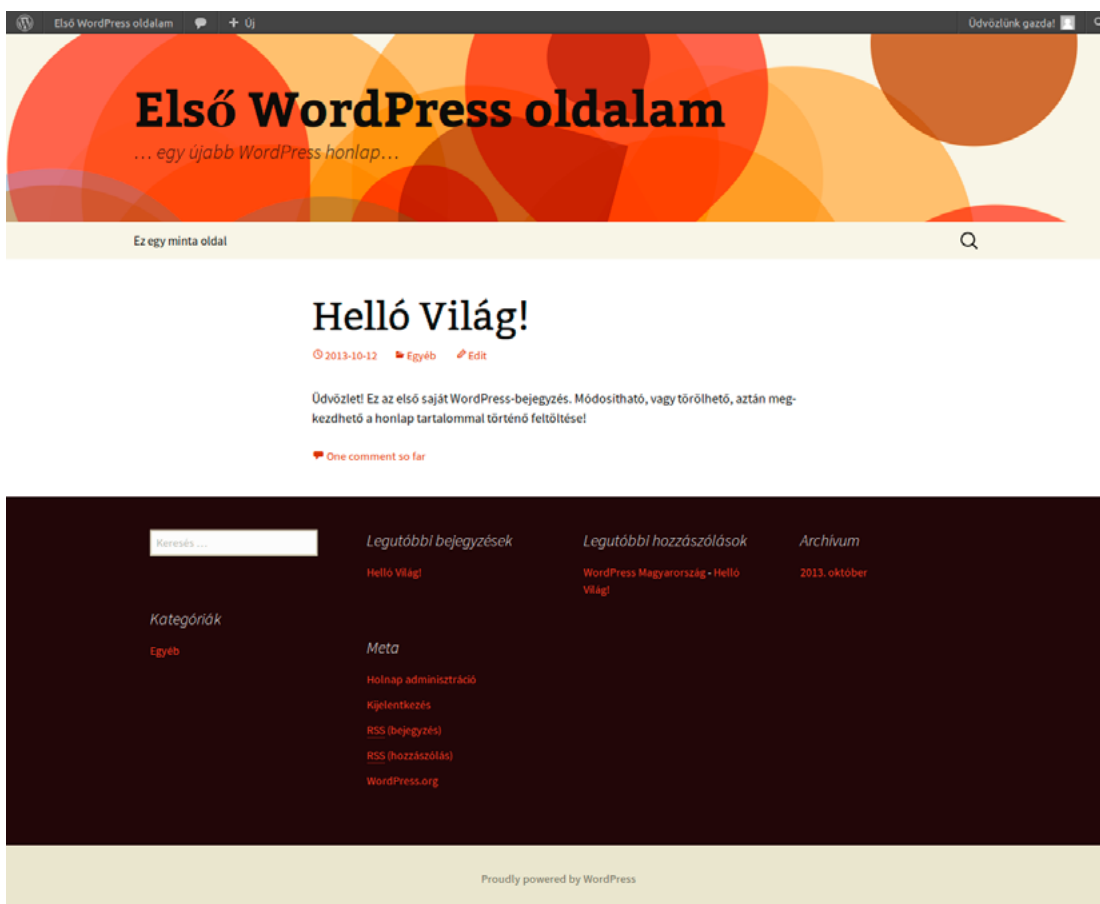 Első WordPress oldalam
Új
Üdvözlünk gazda!
Első WordPress oldalam
... egy újabb WordPress honlap...
Ez egy minta oldal
Helló Világ!
2013-10-12 Egyéb Edit
Üdvözlet! Ez az első saját WordPress-bejegyzés. Módosítható, vagy törölhető, aztán meg-
kezdhető a honlap tartalommal történő feltöltése!
One comment so far
Keresés ...
Kategóriák
Egyéb
Legutóbbi bejegyzések
Helló Világ!
Meta
Holnap adminisztráció
Kijelentkezés
RSS (bejegyzés)
RSS (hozzászólás)
WordPress.org
Legutóbbi hozzászólások
WordPress Magyarország - Helló
Világ!
Archívum
2013. október
Proudly powered by WordPress